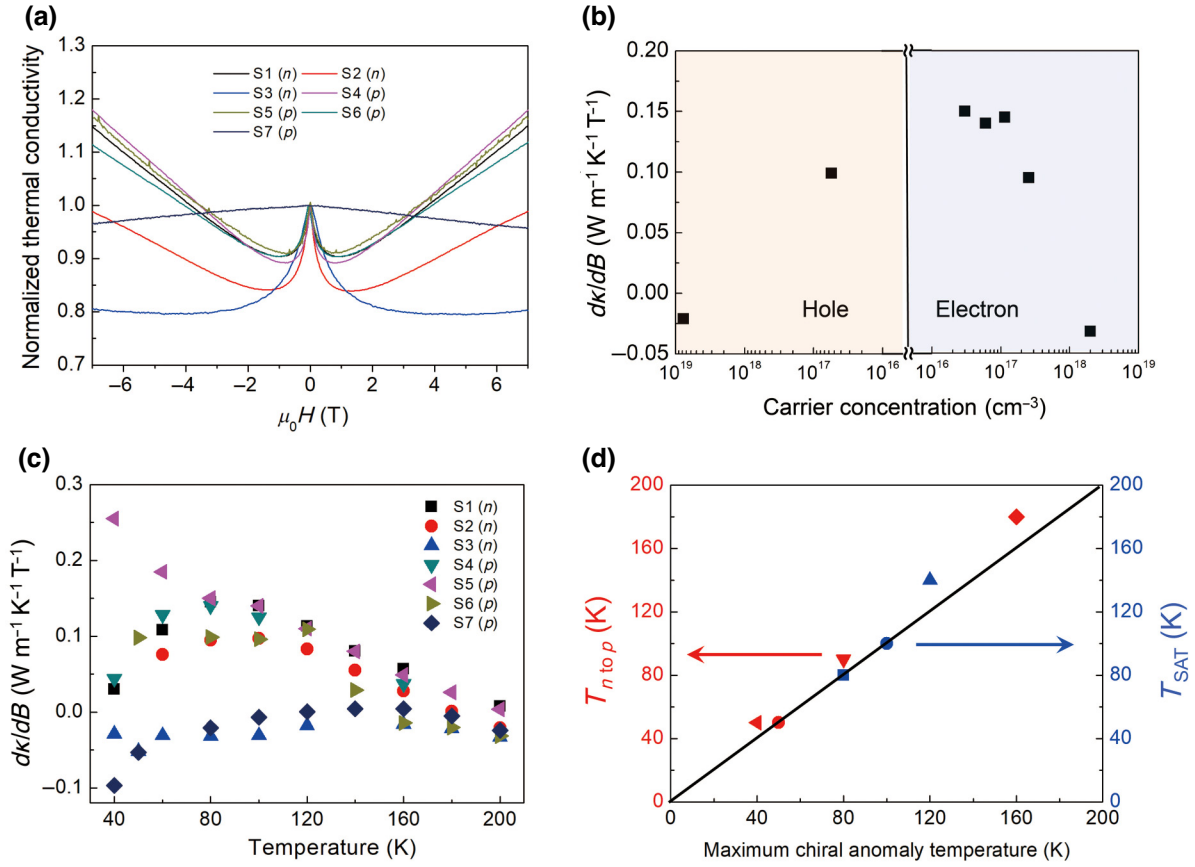 (a)
Normalized thermal conductivity
1.3
1.2
1.1
1.0
0.9
0.8
0.7
S1 (n)
S2 (n)
S3 (n)
S4 (p)
S5 (p)
S6 (p)
S7 (p)
–6 –4 –2 0 2 4 6
μ₀H (T)
(b)
dκ/dB (W m⁻¹ K⁻¹ T⁻¹)
0.20
0.15
0.10
0.05
0.00
–0.05
Hole
Electron
10¹⁹ 10¹⁸ 10¹⁷ 10¹⁶ 10¹⁶ 10¹⁷ 10¹⁸ 10¹⁹
Carrier concentration (cm⁻³)
(c)
dκ/dB (W m⁻¹ K⁻¹ T⁻¹)
0.3
0.2
0.1
0.0
–0.1
S1 (n)
S2 (n)
S3 (n)
S4 (p)
S5 (p)
S6 (p)
S7 (p)
40 80 120 160 200
Temperature (K)
(d)
T n to p (K)
200
160
120
80
40
0
200
160
120
80
40
0
T SAT (K)
0 40 80 120 160 200
Maximum chiral anomaly temperature (K)